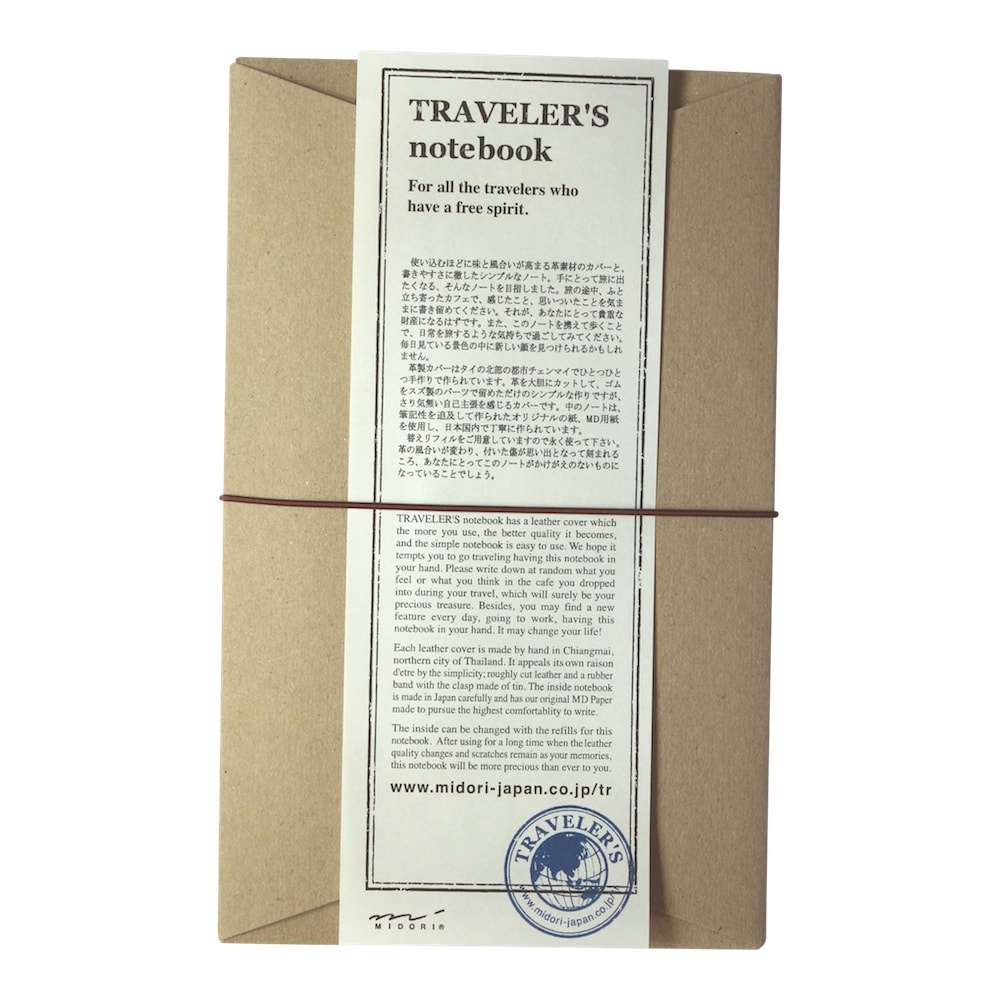 TRAVELER'S
notebook
For all the travelers who
have a free spirit.
使い込むほどに味と風合いが高まる革素材のカバーと、
書きやすさに徹したシンプルなノート。手にとって旅に出
たくなる、そんなノートを目指しました。旅の途中、ふと
立ち寄ったカフェで、感じたこと、思いついたことを気ま
まに書き留めてください。それが、あなたにとって貴重な
財産になるはずです。また、このノートを携えて歩くこと
で、日常を旅するような気持ちで過ごしてみてください。
毎日見ている景色の中に新しい顔を見つけられるかもしれ
ません。
革製カバーはタイの北部の都市チェンマイでひとつひと
つ手作りで作られています。革を大胆にカットして、ゴム
をスズ製のパーツで留めただけのシンプルな作りですが、
さり気無い自己主張を感じるカバーです。中のノートは、
筆記性を追及して作られたオリジナルの紙、MD用紙
を使用し、日本国内で丁寧に作られています。
替えリフィルをご用意していますので永く使って下さい。
革の風合いが変わり、付いた傷が思い出となって刻まれる
ころ、あなたにとってこのノートがかけがえのないものに
なっていることでしょう。
TRAVELER'S notebook has a leather cover which
the more you use, the better quality it becomes,
and the simple notebook is easy to use. We hope it
tempts you to go traveling having this notebook in
your hand. Please write down at random what you
feel or what you think in the cafe you dropped
into during your travel, which will surely be your
precious treasure. Besides, you may find a new
feature every day, going to work, having this
notebook in your hand. It may change your life!
Each leather cover is made by hand in Chiangmai,
northern city of Thailand. It appeals its own raison
d'etre by the simplicity; roughly cut leather and a rubber
band with the clasp made of tin. The inside notebook
is made in Japan carefully and has our original MD Paper
made to pursue the highest comfortablity to write.
The inside can be changed with the refills for this
notebook. After using for a long time when the leather
quality changes and scratches remain as your memories,
this notebook will be more precious than ever to you.
www.midori-japan.co.jp/tr
TRAVELER'S
www.midori-japan.co.jp/tr
MIDORI®